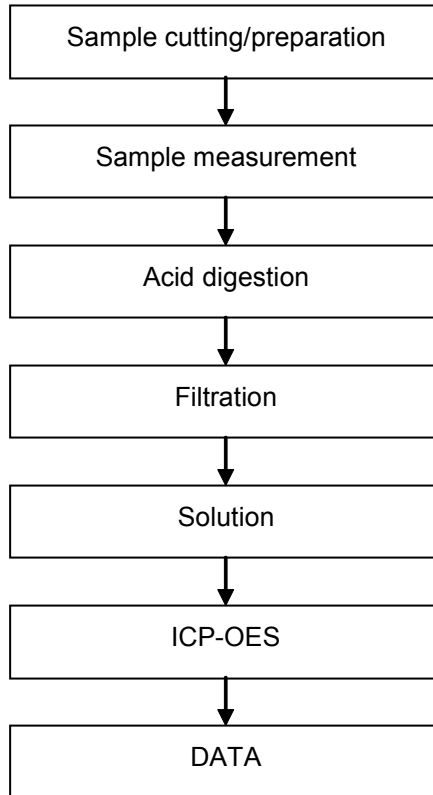 Sample cutting/preparation
Sample measurement
Acid digestion
Filtration
Solution
ICP-OES
DATA